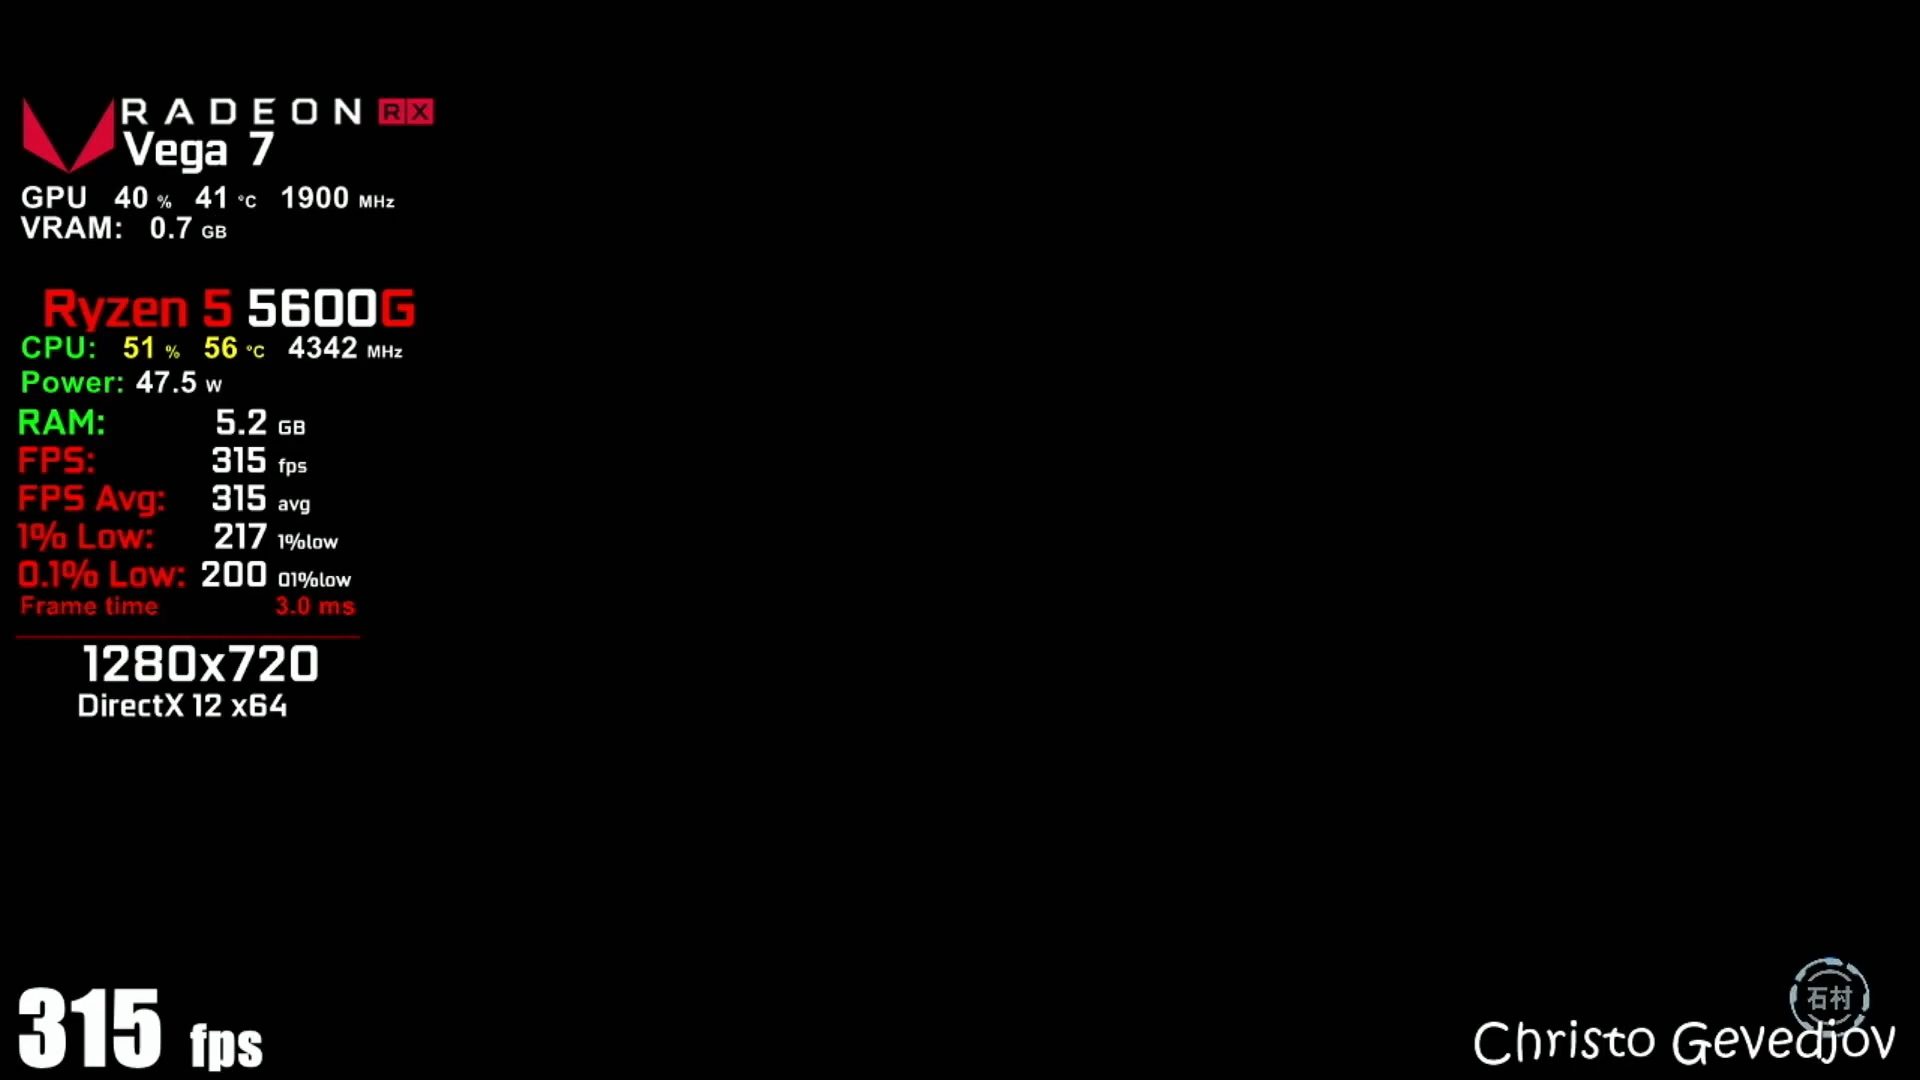 RADEON RX
Vega 7
GPU 40 % 41 °C 1900 MHz
VRAM: 0.7 GB
Ryzen 5 5600G
CPU: 51 % 56 °C 4342 MHz
Power: 47.5 W
RAM: 5.2 GB
FPS: 315 fps
FPS Avg: 315 avg
1% Low: 217 1%low
0.1% Low: 200 01%low
Frame time 3.0 ms
1280x720
DirectX 12 x64
315 fps
石村
Christo Gevedjov